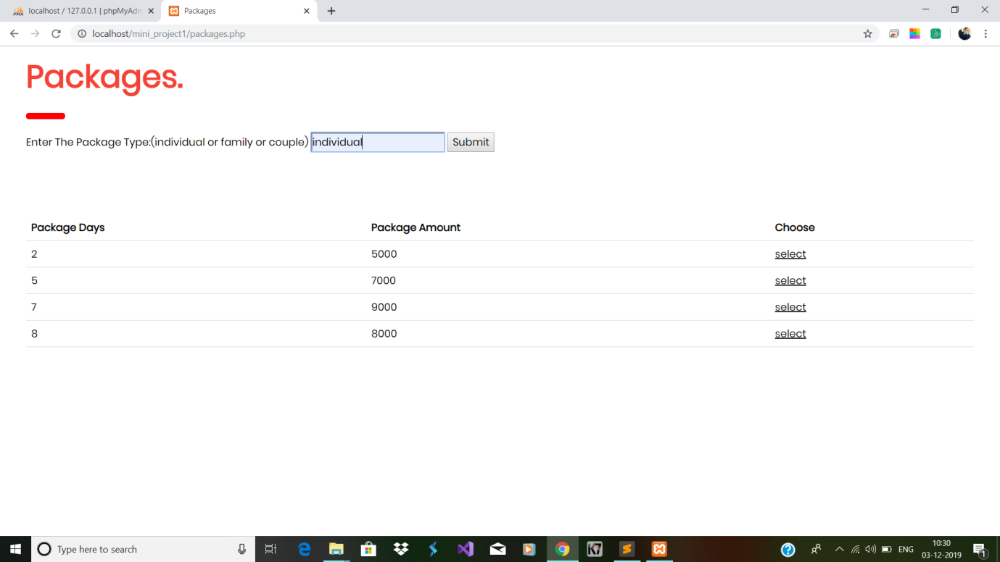 localhost / 127.0.0.1 | phpMyAdm
Packages
localhost/mini_project1/packages.php
Packages.
Enter The Package Type:(individual or family or couple) individual Submit
Package Days Package Amount Choose
2 5000 select
5 7000 select
7 9000 select
8 8000 select
Type here to search
ENG
10:30
03-12-2019
1